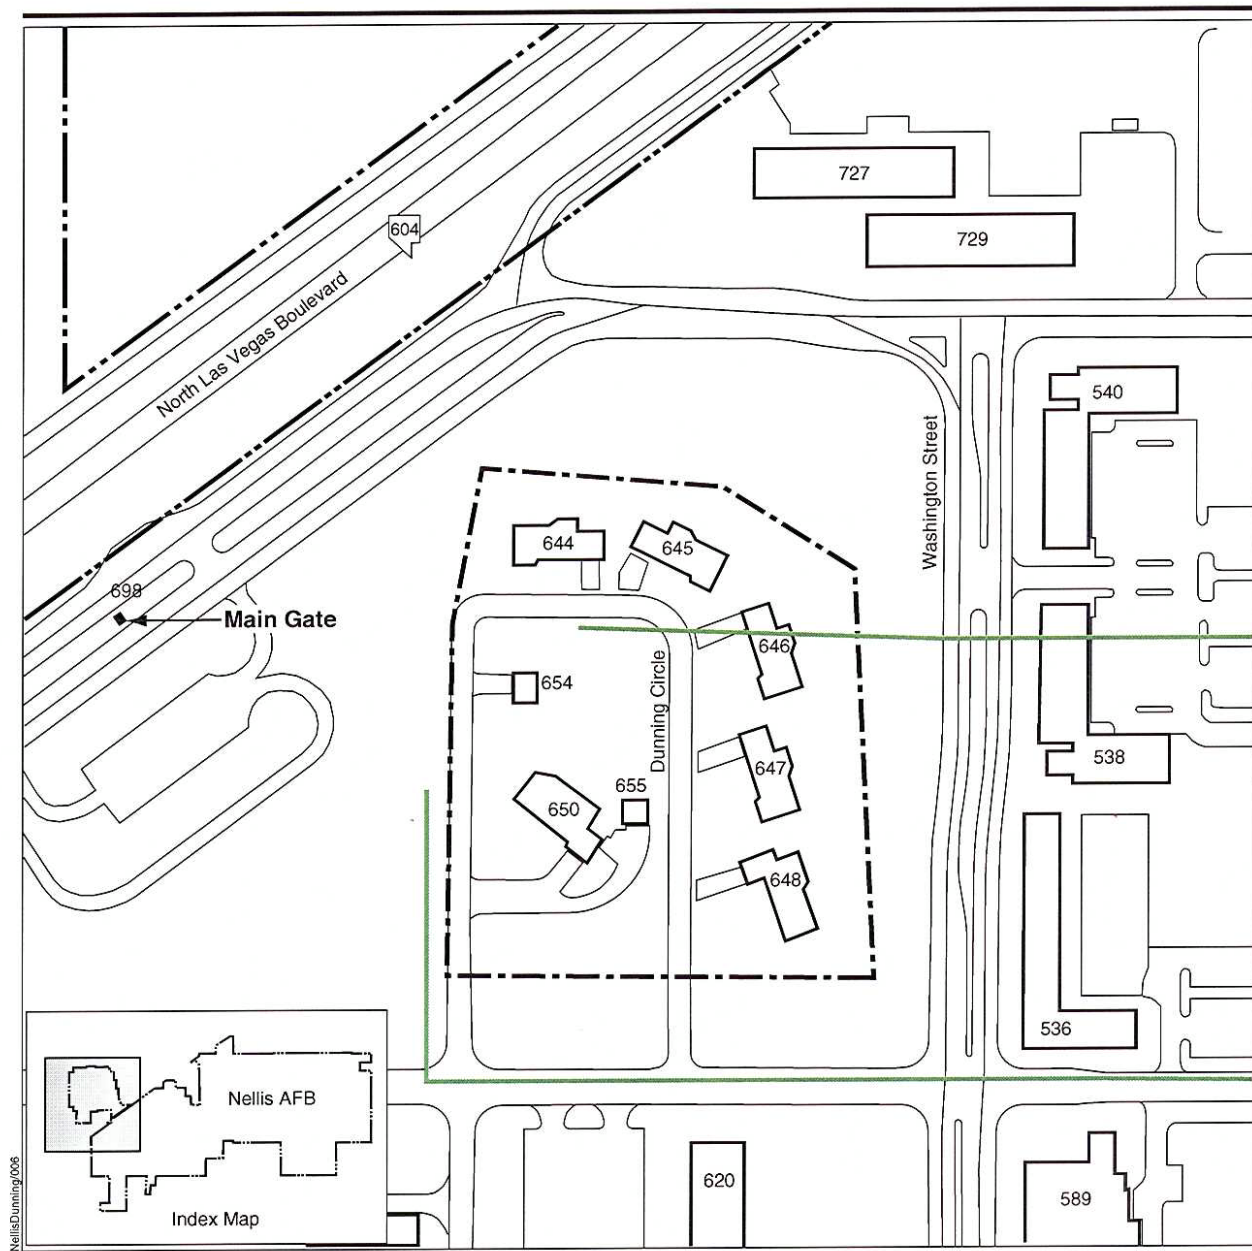 727
729
604
North Las Vegas Boulevard
540
Washington Street
644
645
698
Main Gate
646
654
Dunning Circle
647
538
655
650
648
536
Nellis AFB
Index Map
620
589
NellisDunning/006